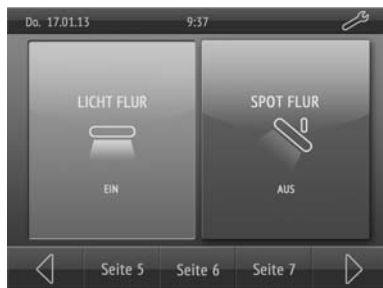 Do. 17.01.13 9:37
LICHT FLUR SPOT FLUR
EIN AUS
Seite 5 Seite 6 Seite 7